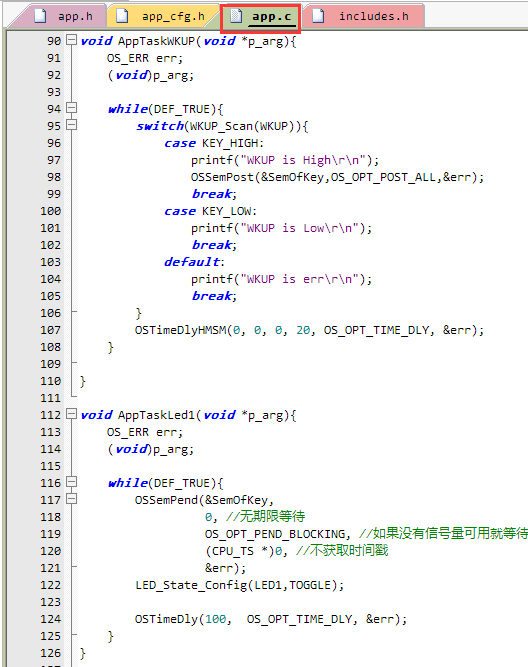 app.h app_cfg.h app.c includes.h
90 void AppTaskWKUP(void *p_arg){
91 OS_ERR err;
92 (void)p_arg;
93
94 while(DEF_TRUE){
95 switch(WKUP_Scan(WKUP)){
96 case KEY_HIGH:
97 printf("WKUP is High\r\n");
98 OSSemPost(&SemOfKey,OS_OPT_POST_ALL,&err);
99 break;
100 case KEY_LOW:
101 printf("WKUP is Low\r\n");
102 break;
103 default:
104 printf("WKUP is err\r\n");
105 break;
106 }
107 OSTimeDlyHMSM(0, 0, 0, 20, OS_OPT_TIME_DLY, &err);
108 }
109
110 }
111
112 void AppTaskLed1(void *p_arg){
113 OS_ERR err;
114 (void)p_arg;
115
116 while(DEF_TRUE){
117 OSSemPend(&SemOfKey,
118 0, //无期限等待
119 OS_OPT_PEND_BLOCKING, //如果没有信号量可用就等待
120 (CPU_TS *)0, //不获取时间戳
121 &err);
122 LED_State_Config(LED1,TOGGLE);
123
124 OSTimeDly(100, OS_OPT_TIME_DLY, &err);
125 }
126 }